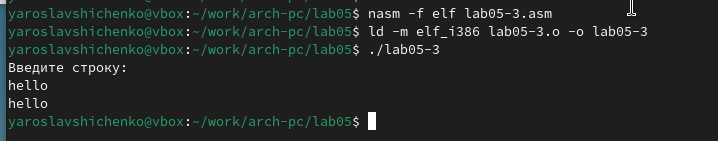 yaroslavshichenko@vbox:~/work/arch-pc/lab05$ nasm -f elf lab05-3.asm
yaroslavshichenko@vbox:~/work/arch-pc/lab05$ ld -m elf_i386 lab05-3.o -o lab05-3
yaroslavshichenko@vbox:~/work/arch-pc/lab05$ ./lab05-3
Введите строку:
hello
hello
yaroslavshichenko@vbox:~/work/arch-pc/lab05$